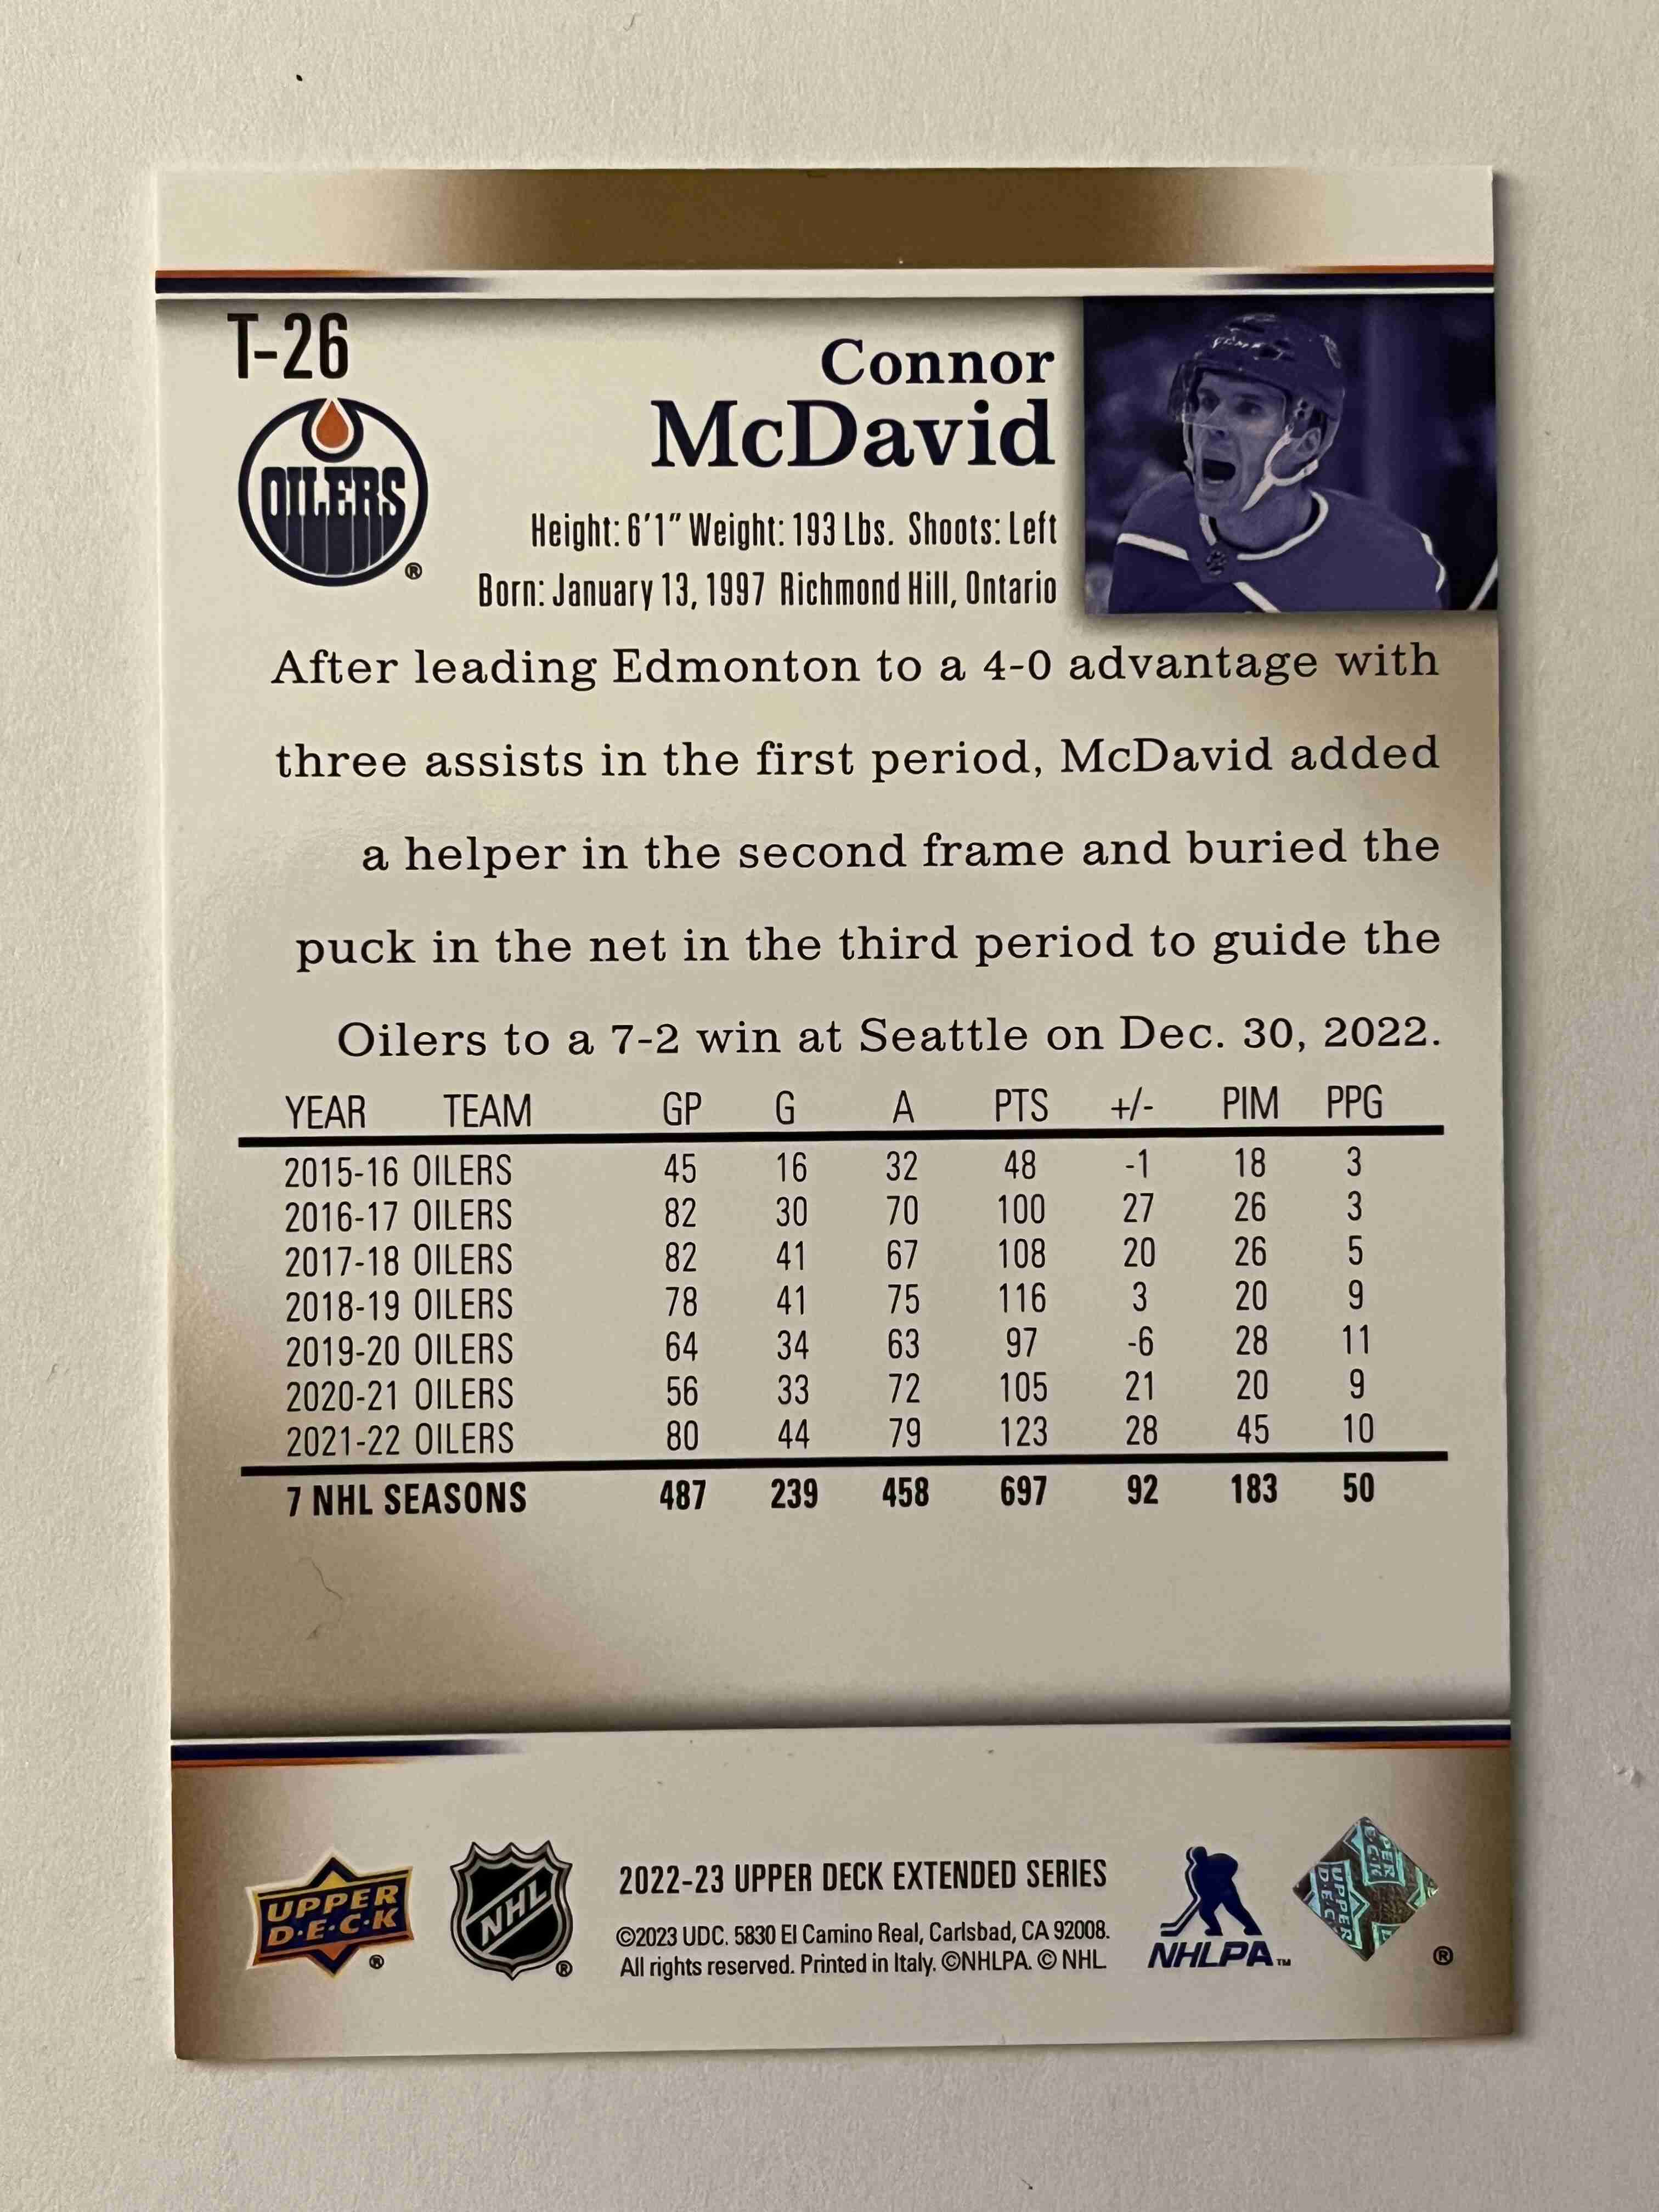 T-26
OILERS
®
Connor
McDavid
Height: 6'1" Weight: 193 Lbs. Shoots: Left
Born: January 13, 1997 Richmond Hill, Ontario
After leading Edmonton to a 4-0 advantage with
three assists in the first period, McDavid added
a helper in the second frame and buried the
puck in the net in the third period to guide the
Oilers to a 7-2 win at Seattle on Dec. 30, 2022.
YEAR TEAM GP G A PTS +/- PIM PPG
2015-16 OILERS 45 16 32 48 -1 18 3
2016-17 OILERS 82 30 70 100 27 26 3
2017-18 OILERS 82 41 67 108 20 26 5
2018-19 OILERS 78 41 75 116 3 20 9
2019-20 OILERS 64 34 63 97 -6 28 11
2020-21 OILERS 56 33 72 105 21 20 9
2021-22 OILERS 80 44 79 123 28 45 10
7 NHL SEASONS 487 239 458 697 92 183 50
UPPER
D·E·C·K
®
NHL
®
2022-23 UPPER DECK EXTENDED SERIES
©2023 UDC. 5830 El Camino Real, Carlsbad, CA 92008.
All rights reserved. Printed in Italy. ©NHLPA. © NHL.
NHLPA™
UPPER
DECK
®